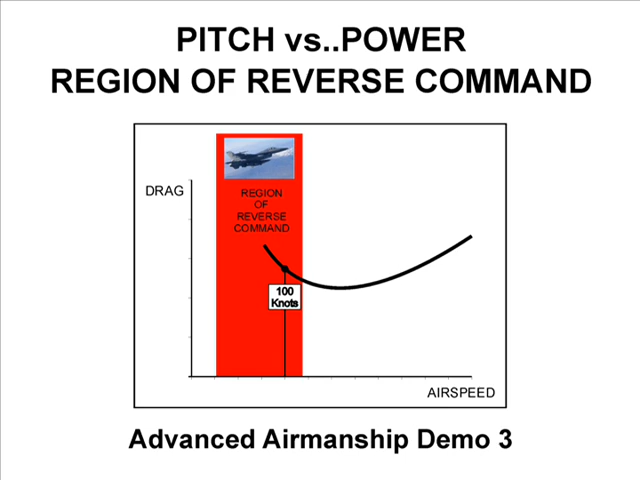 PITCH vs..POWER
REGION OF REVERSE COMMAND
DRAG
REGION
OF
REVERSE
COMMAND
100
Knots
AIRSPEED
Advanced Airmanship Demo 3